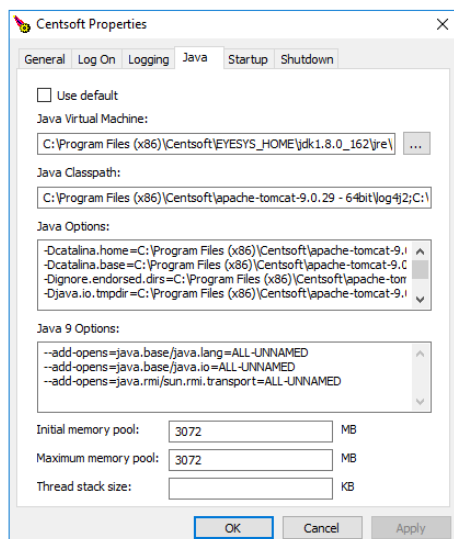 Centsoft Properties
General Log On Logging Java Startup Shutdown
Use default
Java Virtual Machine:
C:\Program Files (x86)\Centsoft\EYESYS_HOME\jdk1.8.0_162\jre\ ...
Java Classpath:
C:\Program Files (x86)\Centsoft\apache-tomcat-9.0.29 - 64bit\log4j2;C:\
Java Options:
-Dcatalina.home=C:\Program Files (x86)\Centsoft\apache-tomcat-9.
-Dcatalina.base=C:\Program Files (x86)\Centsoft\apache-tomcat-9.0
-Dignore.endorsed.dirs=C:\Program Files (x86)\Centsoft\apache-tom
-Djava.io.tmpdir=C:\Program Files (x86)\Centsoft\apache-tomcat-9.
Java 9 Options:
--add-opens=java.base/java.lang=ALL-UNNAMED
--add-opens=java.base/java.io=ALL-UNNAMED
--add-opens=java.rmi/sun.rmi.transport=ALL-UNNAMED
Initial memory pool: 3072 MB
Maximum memory pool: 3072 MB
Thread stack size: KB
OK Cancel Apply